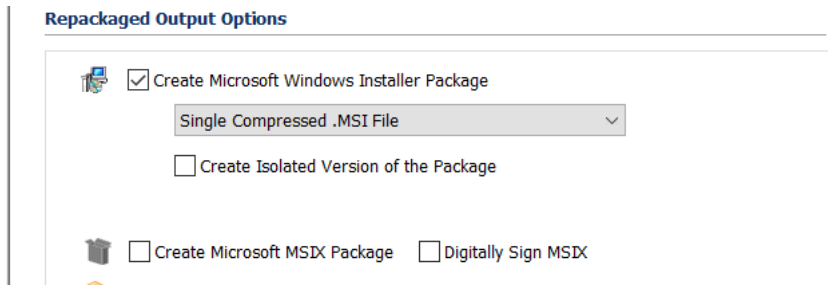 Repackaged Output Options
Create Microsoft Windows Installer Package
Single Compressed .MSI File
Create Isolated Version of the Package
Create Microsoft MSIX Package Digitally Sign MSIX